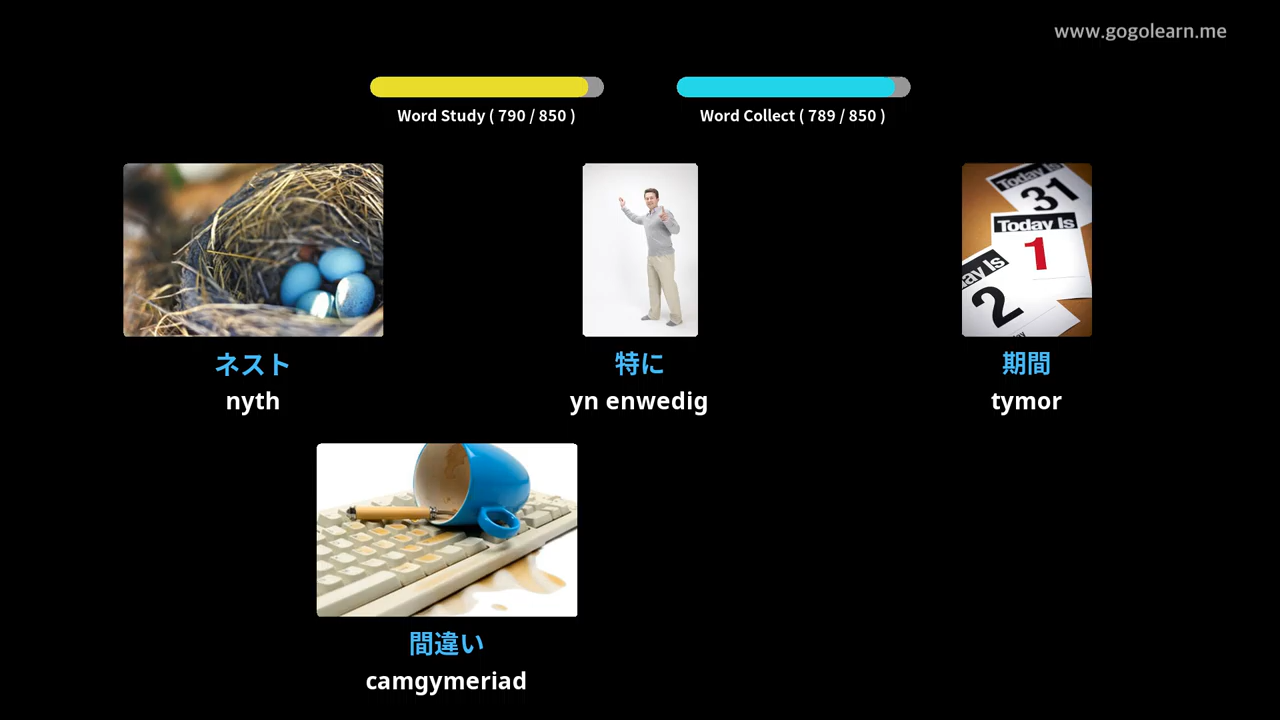 www.gogolearn.me
Word Study ( 790 / 850 )
Word Collect ( 789 / 850 )
Today Is
31
Today Is
1
ay Is
2
ネスト
特に
期間
nyth
yn enwedig
tymor
間違い
camgymeriad